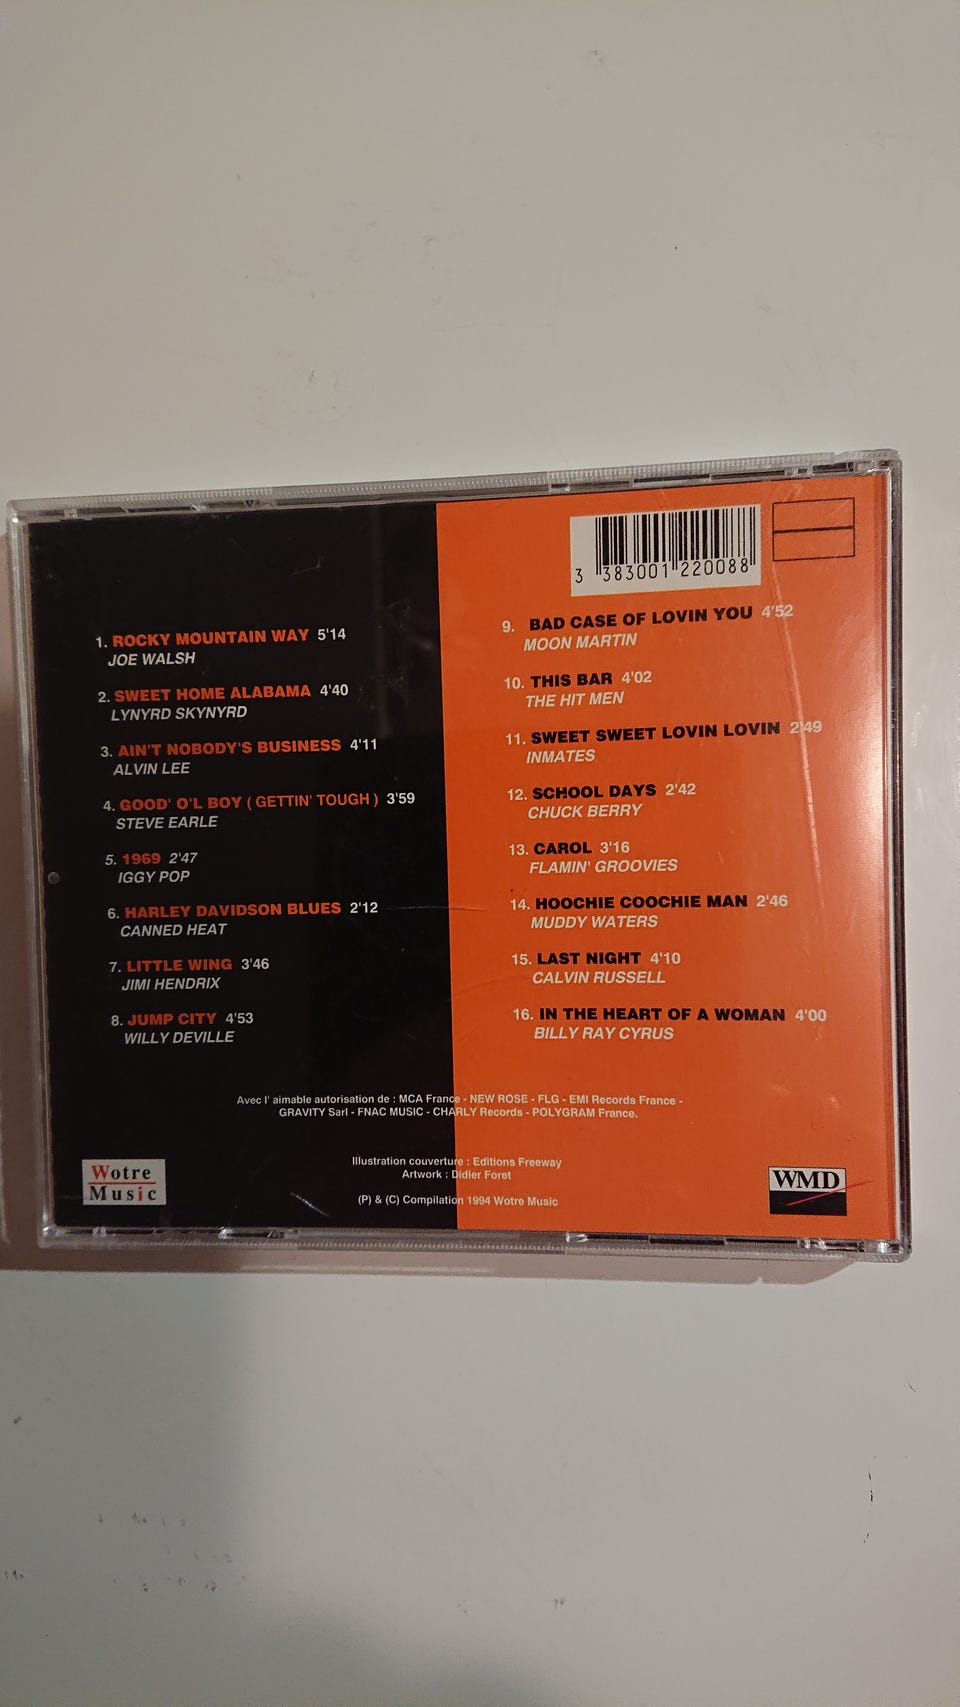 1. ROCKY MOUNTAIN WAY 5'14
JOE WALSH
2. SWEET HOME ALABAMA 4'40
LYNYRD SKYNYRD
3. AIN'T NOBODY'S BUSINESS 4'11
ALVIN LEE
4. GOOD' O'L BOY ( GETTIN' TOUGH ) 3'59
STEVE EARLE
5. 1969 2'47
IGGY POP
6. HARLEY DAVIDSON BLUES 2'12
CANNED HEAT
7. LITTLE WING 3'46
JIMI HENDRIX
8. JUMP CITY 4'53
WILLY DEVILLE
3 383001 220088
9. BAD CASE OF LOVIN YOU 4'52
MOON MARTIN
10. THIS BAR 4'02
THE HIT MEN
11. SWEET SWEET LOVIN LOVIN 2'49
INMATES
12. SCHOOL DAYS 2'42
CHUCK BERRY
13. CAROL 3'16
FLAMIN' GROOVIES
14. HOOCHIE COOCHIE MAN 2'46
MUDDY WATERS
15. LAST NIGHT 4'10
CALVIN RUSSELL
16. IN THE HEART OF A WOMAN 4'00
BILLY RAY CYRUS
Avec l' aimable autorisation de : MCA France - NEW ROSE - FLG - EMI Records France -
GRAVITY Sarl - FNAC MUSIC - CHARLY Records - POLYGRAM France.
Illustration couverture : Editions Freeway
Artwork : Didier Foret
(P) & (C) Compilation 1994 Wotre Music
Wotre
Music
WMD